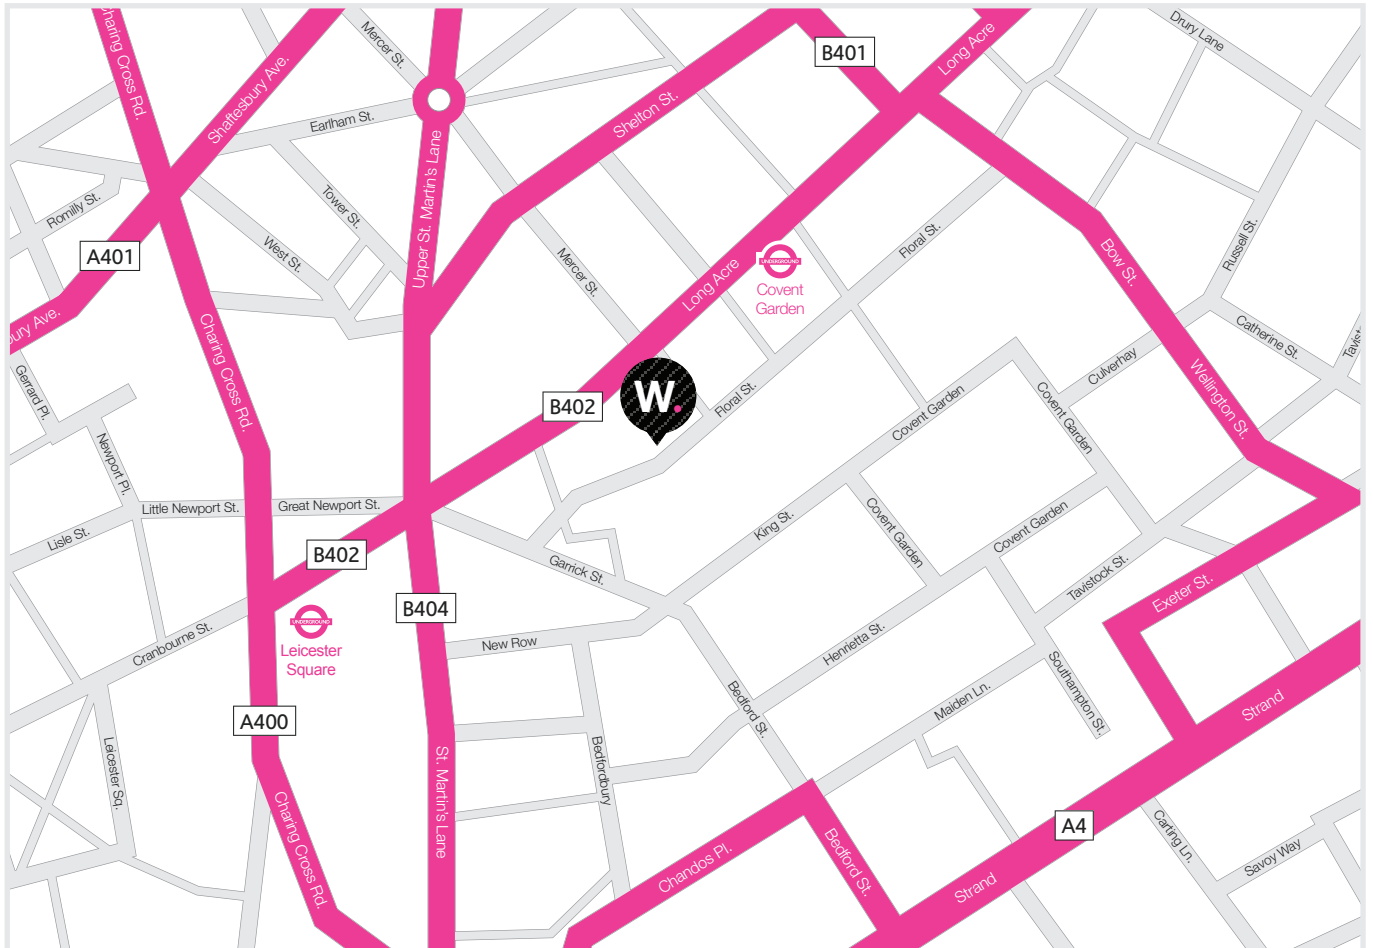 Charing Cross Rd.
Shaftesbury Ave.
Mercer St.
Earlham St.
Upper St. Martin's Lane
Shelton St.
B401
Long Acre
Drury Lane
Romilly St.
A401
Tower St.
West St.
Mercer St.
Long Acre
UNDERGROUND
Covent
Garden
Floral St.
Bow St.
Russell St.
Catherine St.
Tavist
bury Ave.
Gerrard Pl.
Charing Cross Rd.
B402
W.
Floral St.
Covent Garden
Covent Garden
Culverhay
Wellington St.
Newport Pl.
Little Newport St.
Great Newport St.
Lisle St.
B402
Garrick St.
King St.
Covent Garden
Covent Garden
Tavistock St.
Exeter St.
B404
UNDERGROUND
Leicester
Square
Cranbourne St.
New Row
Henrietta St.
Bedford St.
Maiden Ln.
Southampton St.
Strand
A400
Leicester Sq.
St. Martin's Lane
Bedfordbury
Charing Cross Rd.
Chandos Pl.
Bedford St.
A4
Strand
Carting Ln.
Savoy Way